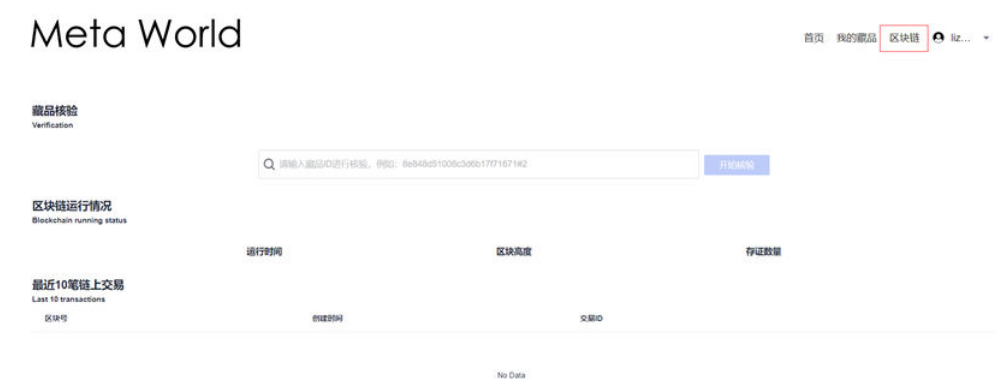 Meta World
首页 我的藏品 区块链 liz...
藏品核验
Verification
请输入藏品ID进行核验，例如：8e848d51008c3d6b17f71671#2 开始核验
区块链运行情况
Blockchain running status
运行时间 区块高度 存证数量
最近10笔链上交易
Last 10 transactions
区块号 创建时间 交易ID
No Data